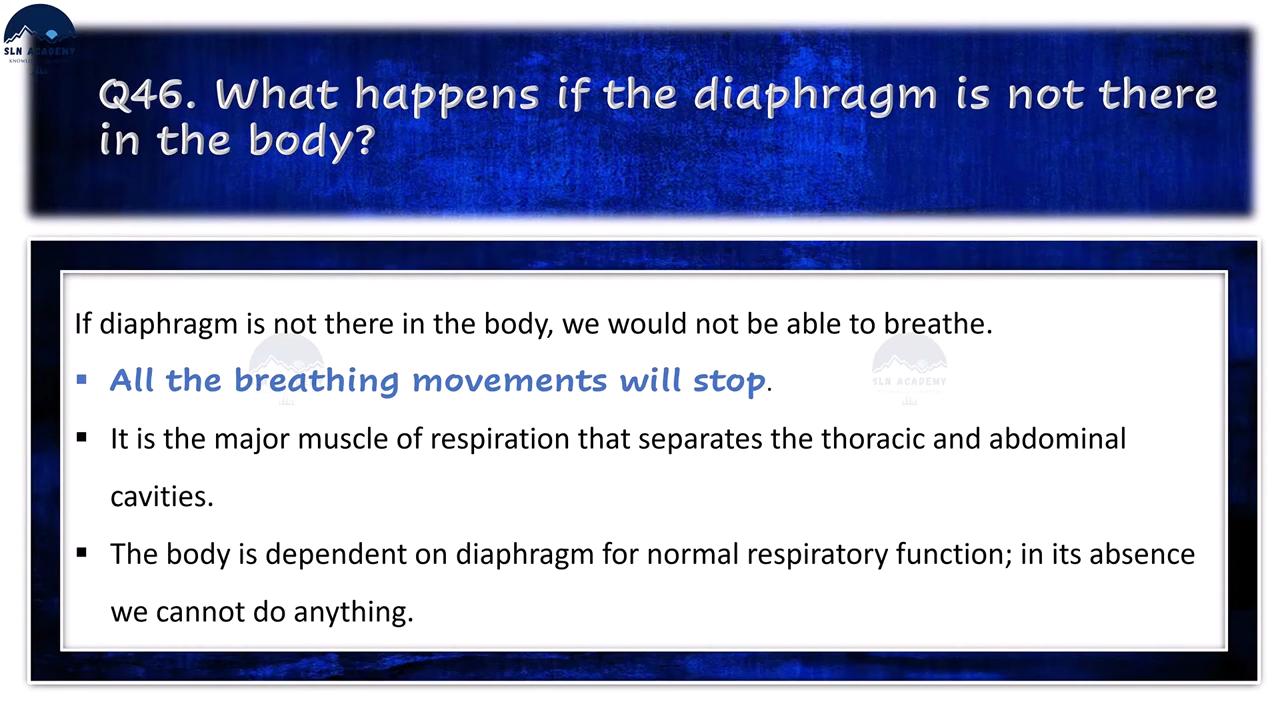 SLN ACADEMY
Q46. What happens if the diaphragm is not there
in the body?
If diaphragm is not there in the body, we would not be able to breathe.
▪ All the breathing movements will stop.
▪ It is the major muscle of respiration that separates the thoracic and abdominal
cavities.
▪ The body is dependent on diaphragm for normal respiratory function; in its absence
we cannot do anything.
SLN ACADEMY